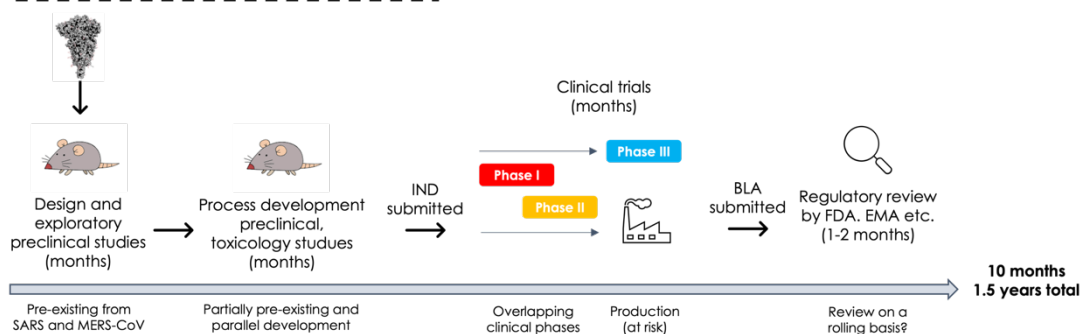 Clinical trials
(months)
Phase III
Phase I
Phase II
Design and
exploratory
preclinical studies
(months)
Process development
preclinical,
toxicology studues
(months)
IND
submitted
BLA
submitted
Regulatory review
by FDA. EMA etc.
(1-2 months)
10 months
1.5 years total
Pre-existing from
SARS and MERS-CoV
Partially pre-existing and
parallel development
Overlapping
clinical phases
Production
(at risk)
Review on a
rolling basis?